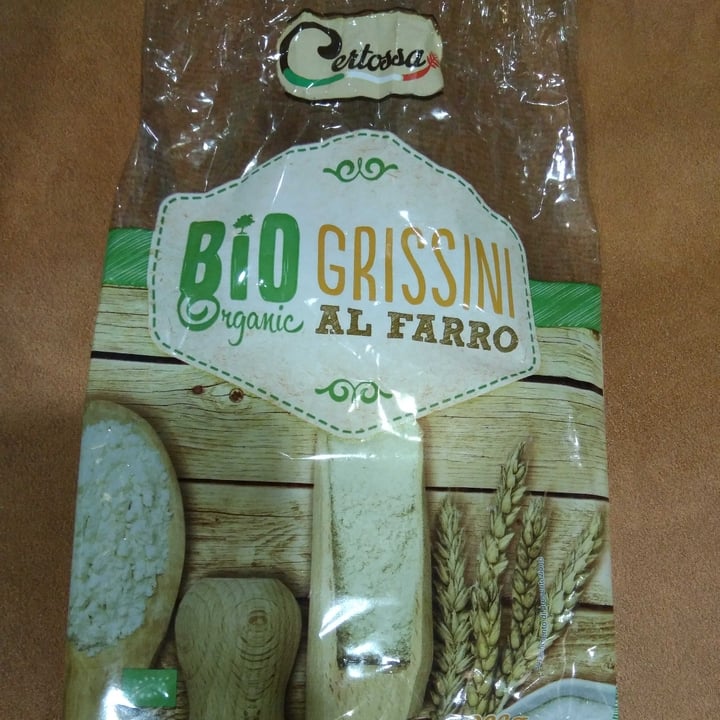 Certossa
BIO GRISSINI
Organic AL FARRO